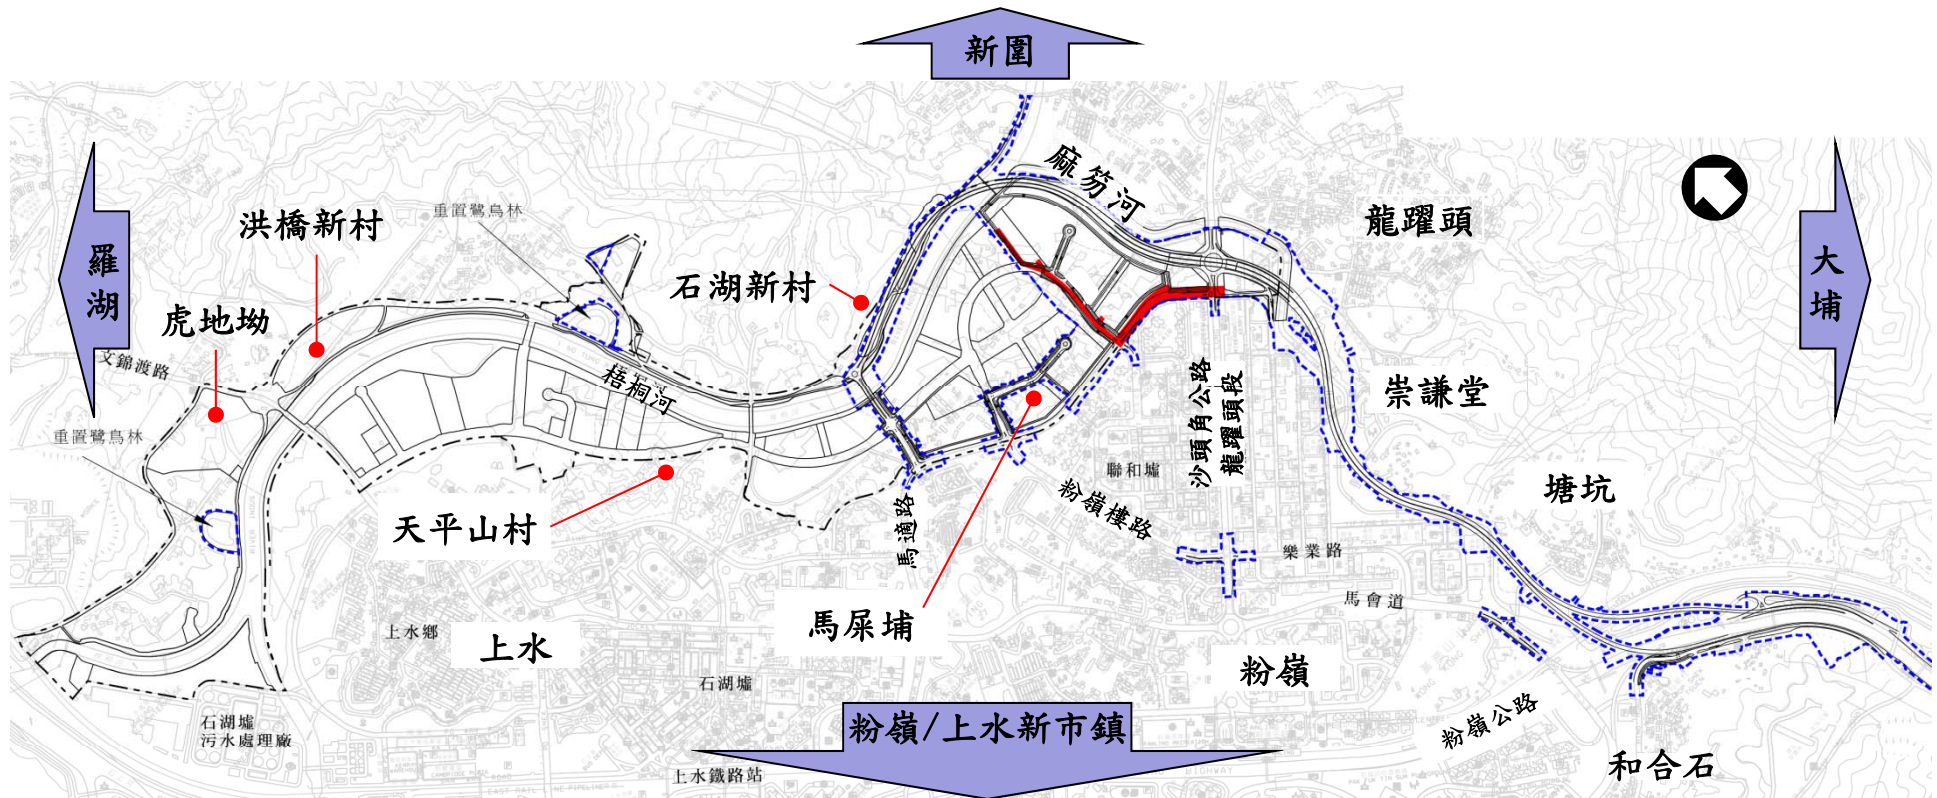 新圍
麻笏河
龍躍頭
重置鷺鳥林
洪橋新村
羅湖
大埔
石湖新村
虎地坳
文錦渡路
梧桐河
崇謙堂
沙頭角公路
龍躍頭段
重置鷺鳥林
聯和墟
塘坑
粉嶺樓路
馬適路
天平山村
樂業路
馬會道
馬屎埔
上水鄉
上水
粉嶺
石湖墟
石湖墟
污水處理廠
粉嶺/上水新市鎮
粉嶺公路
和合石
上水鐵路站
HIGHWAY